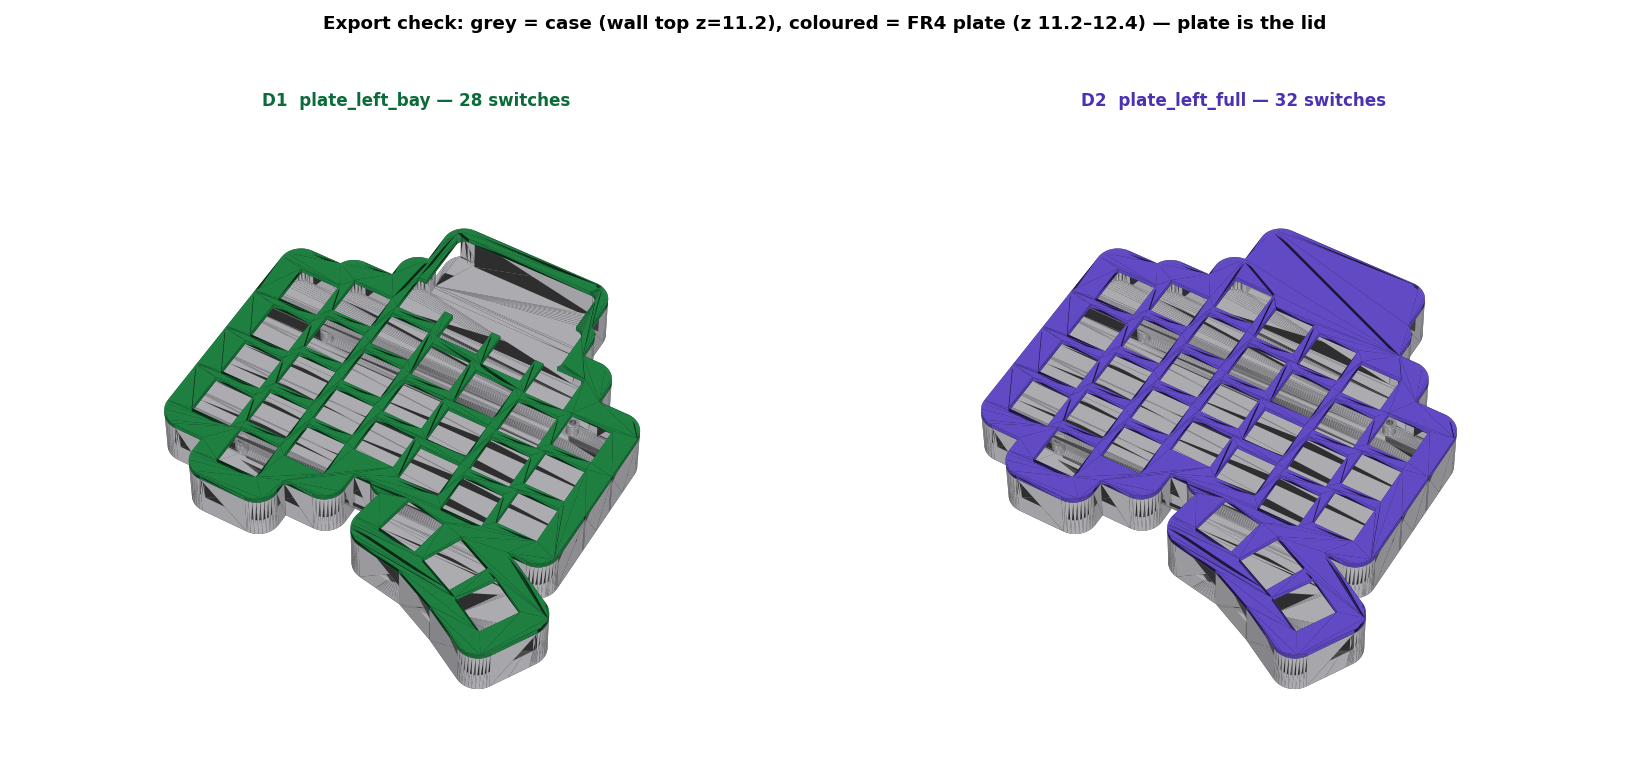 Export check: grey = case (wall top z=11.2), coloured = FR4 plate (z 11.2–12.4) — plate is the lid
D1  plate_left_bay — 28 switches
D2  plate_left_full — 32 switches